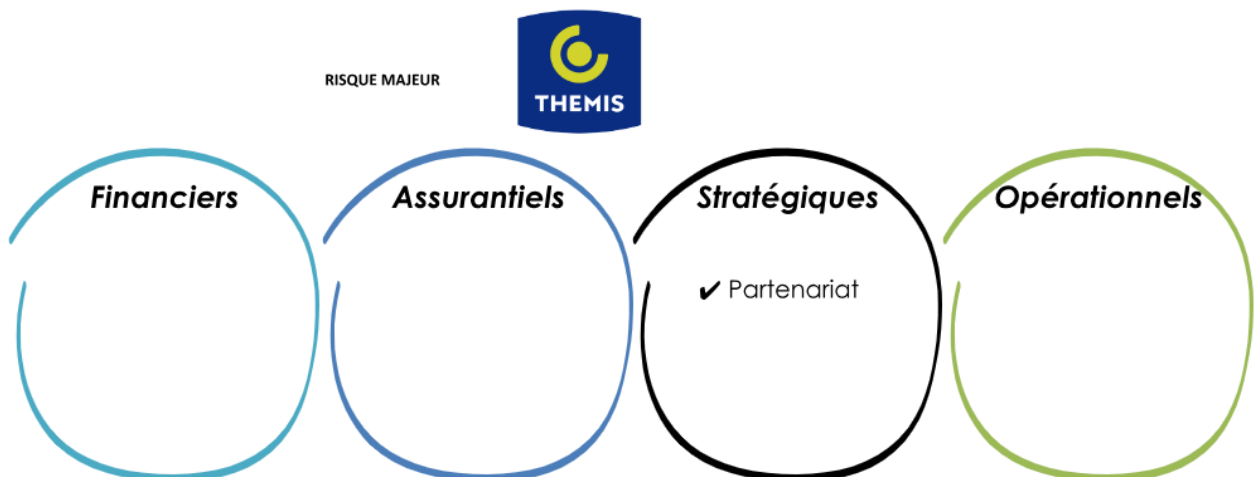 RISQUE MAJEUR
THEMIS
Financiers
Assurantiels
Stratégiques
Opérationnels
✔ Partenariat